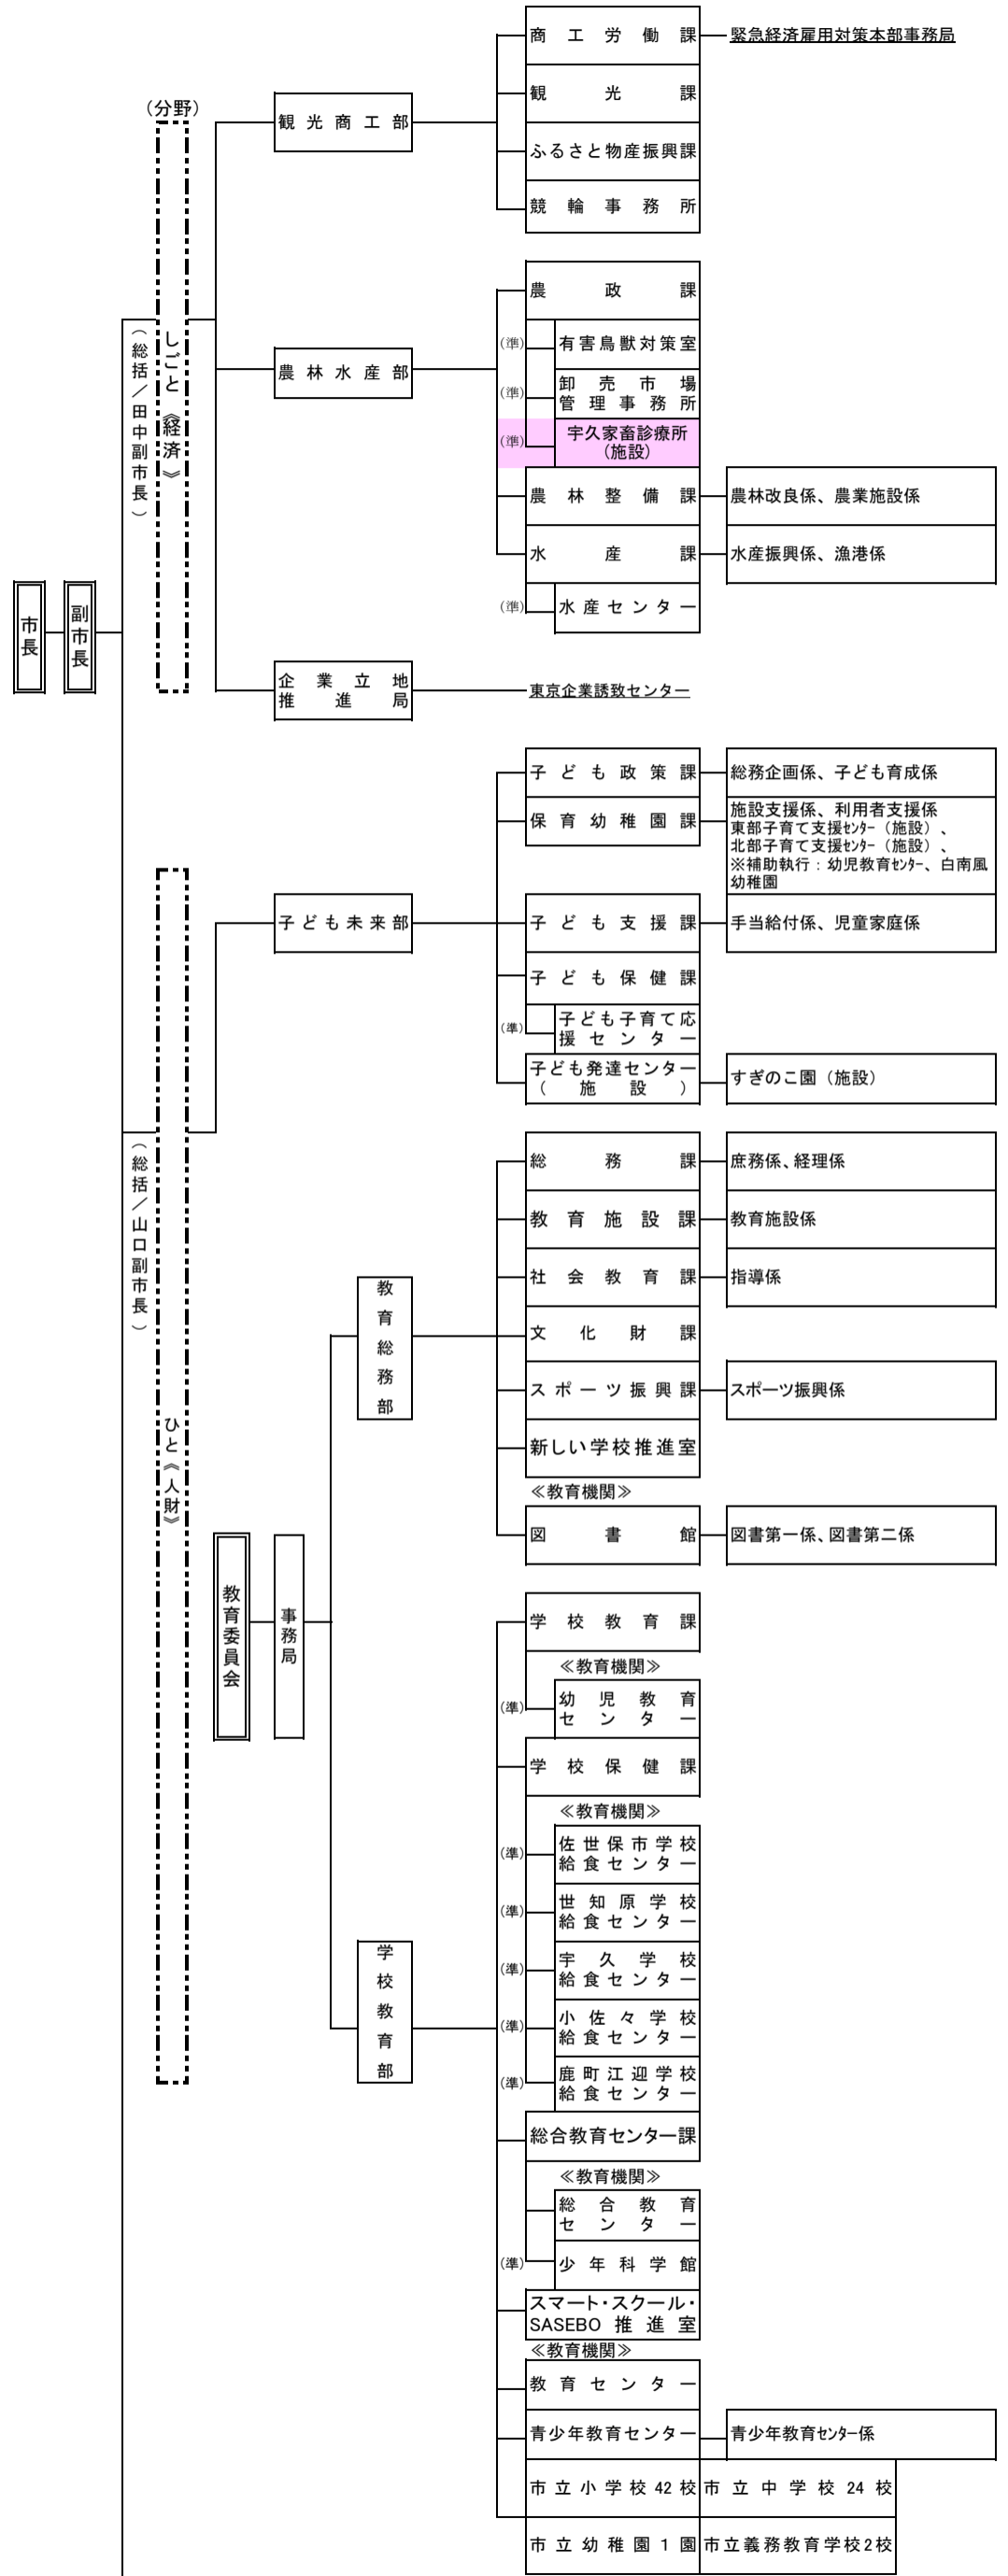 商工労働課
緊急経済雇用対策本部事務局
(分野)
観光商工部
観光課
ふるさと物産振興課
競輪事務所
市長
副市長
(総括/田中副市長)
しごと《経済》
農林水産部
農政課
(準)
有害鳥獣対策室
(準)
卸売市場
管理事務所
(準)
宇久家畜診療所
(施設)
農林整備課
農林改良係、農業施設係
水産課
水産振興係、漁港係
(準)
水産センター
企業立地
推進局
東京企業誘致センター
(総括/山口副市長)
ひと《人財》
子ども未来部
子ども政策課
総務企画係、子ども育成係
保育幼稚園課
施設支援係、利用者支援係
東部子育て支援ｾﾝﾀｰ(施設)、
北部子育て支援ｾﾝﾀｰ(施設)、
※補助執行:幼児教育ｾﾝﾀｰ、白南風
幼稚園
子ども支援課
手当給付係、児童家庭係
子ども保健課
(準)
子ども子育て応
援センター
子ども発達センター
(施設)
すぎのこ園(施設)
教育委員会
事務局
教育総務部
総務課
庶務係、経理係
教育施設課
教育施設係
社会教育課
指導係
文化財課
スポーツ振興課
スポーツ振興係
新しい学校推進室
≪教育機関≫
図書館
図書第一係、図書第二係
学校教育部
学校教育課
≪教育機関≫
(準)
幼児教育
センター
学校保健課
≪教育機関≫
(準)
佐世保市学校
給食センター
(準)
世知原学校
給食センター
(準)
宇久学校
給食センター
(準)
小佐々学校
給食センター
(準)
鹿町江迎学校
給食センター
総合教育センター課
≪教育機関≫
総合教育
センター
(準)
少年科学館
スマート・スクール・
SASEBO 推進室
≪教育機関≫
教育センター
青少年教育センター
青少年教育ｾﾝﾀｰ係
市立小学校 42 校
市立中学校 24 校
市立幼稚園 1 園
市立義務教育学校2校